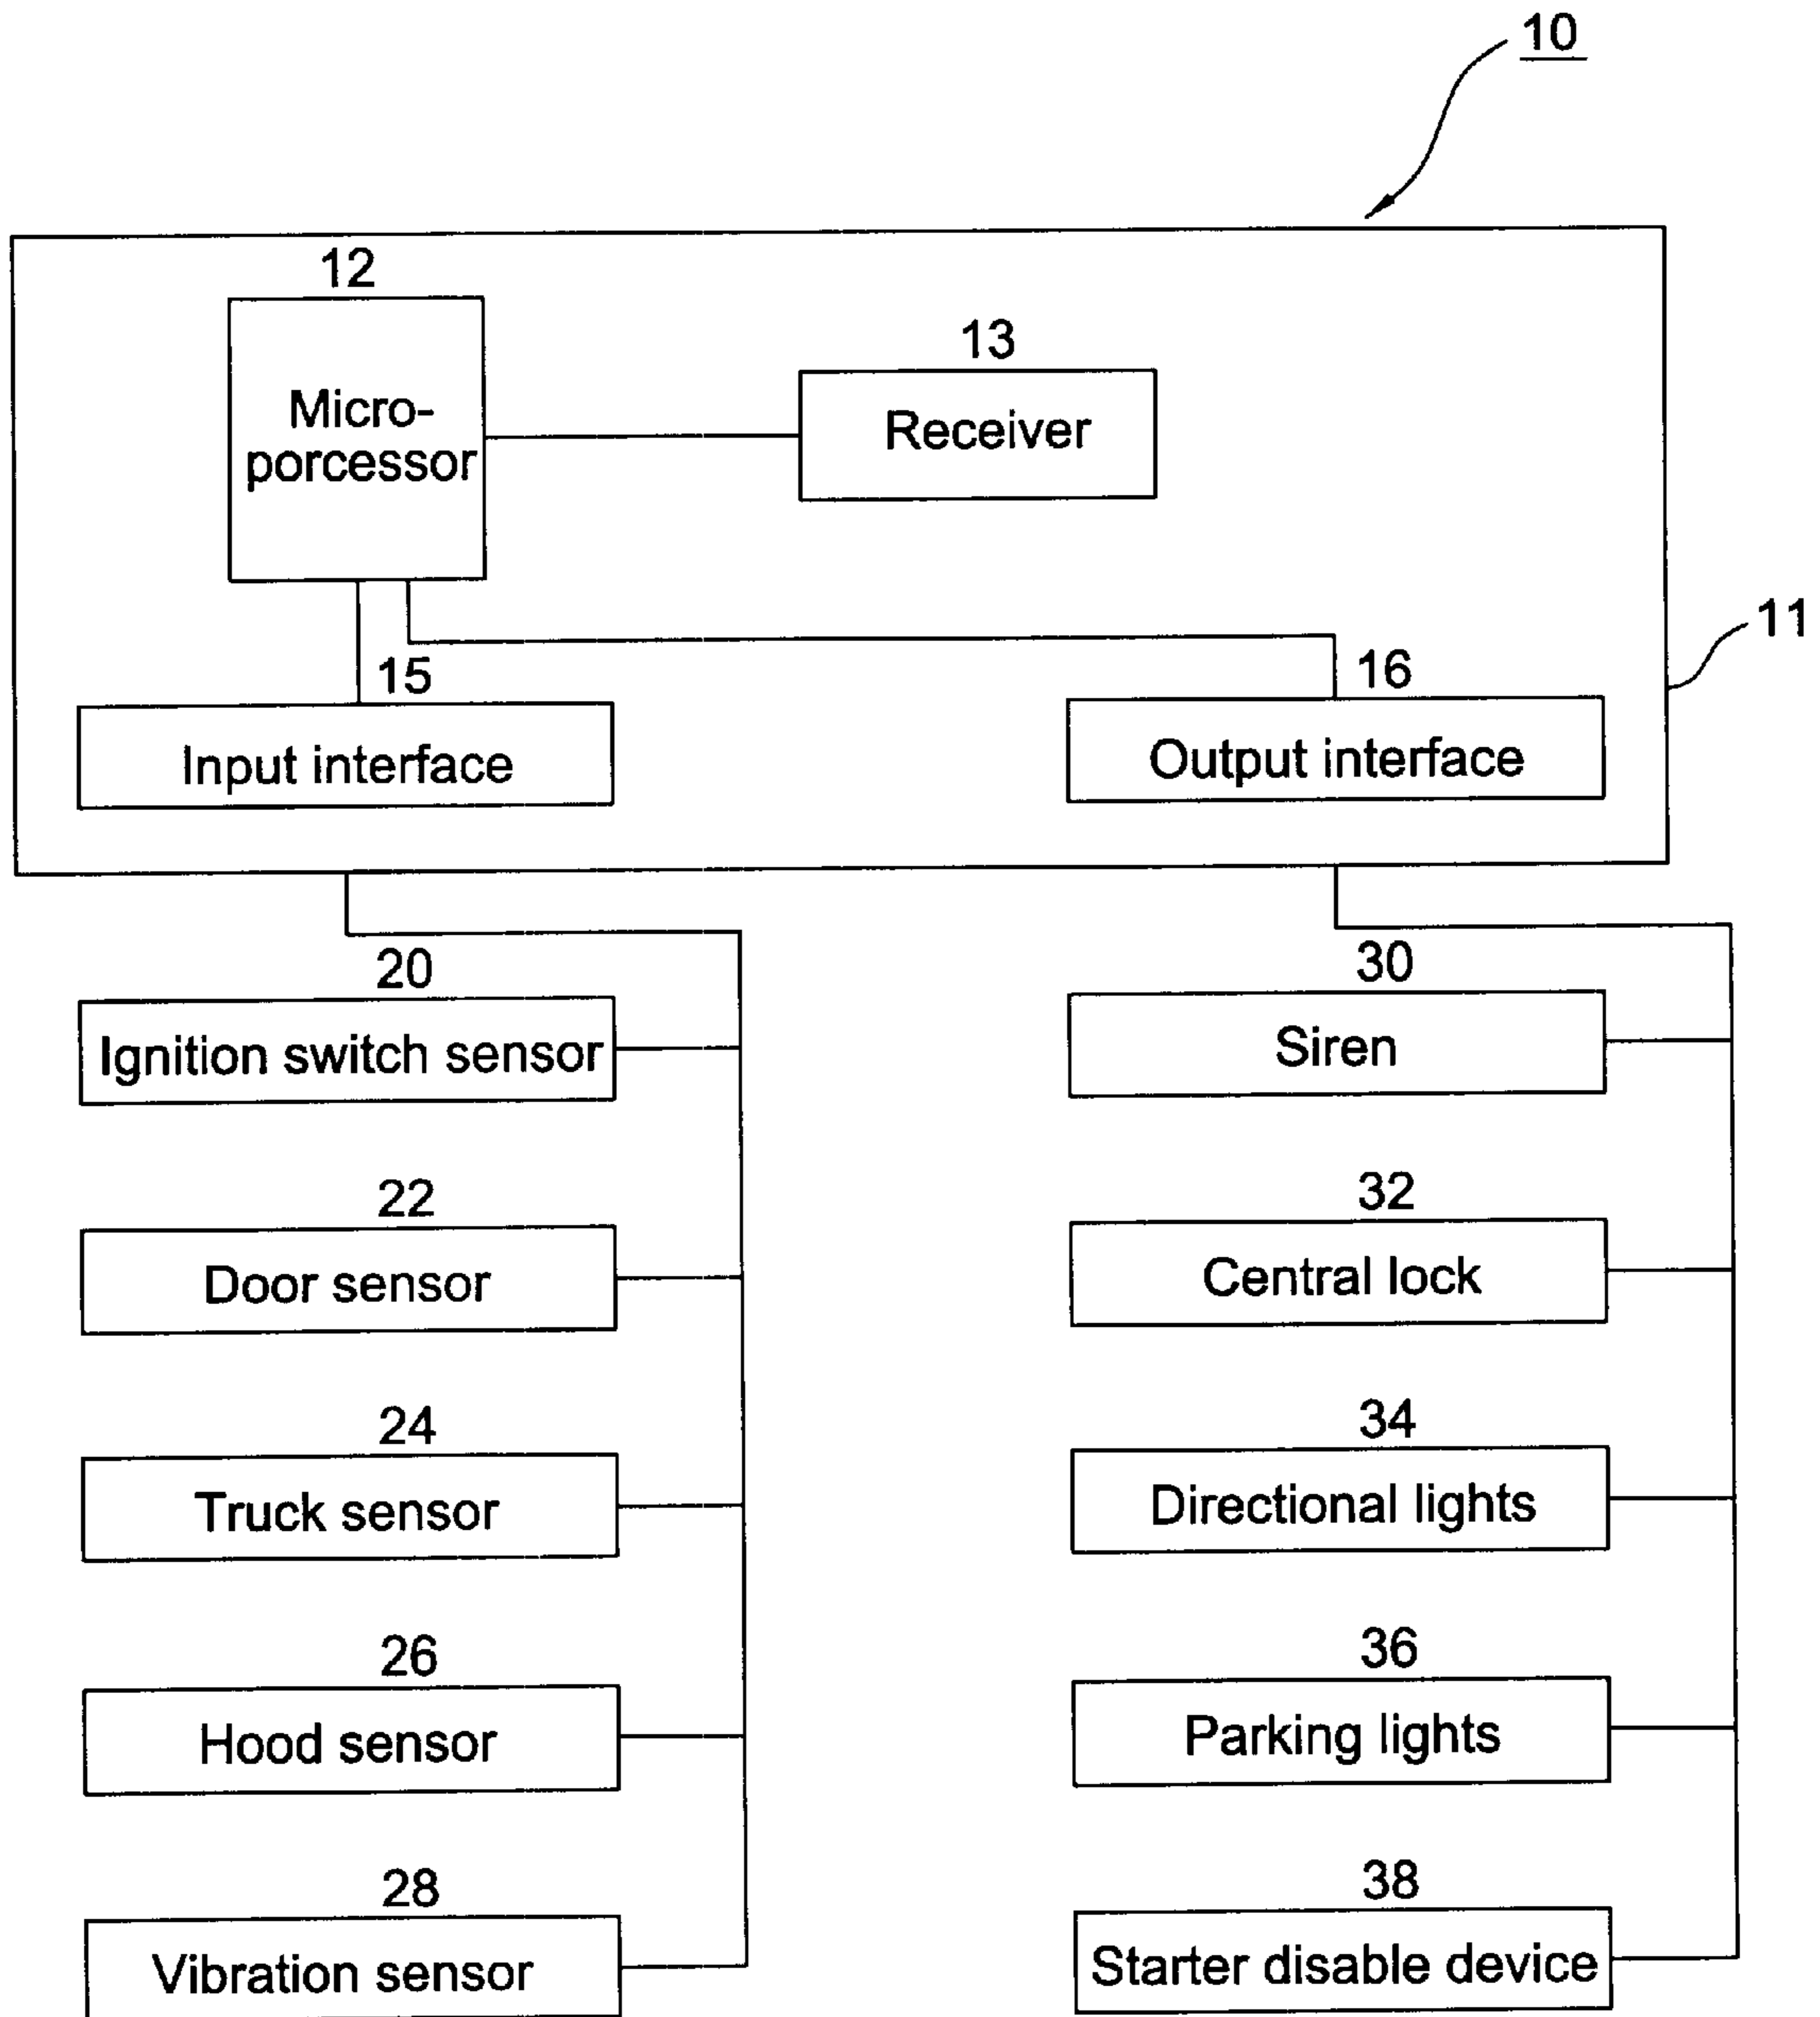 10
12
Micro-
porcessor
13
Receiver
11
15
Input interface
16
Output interface
20
Ignition switch sensor
22
Door sensor
24
Truck sensor
26
Hood sensor
28
Vibration sensor
30
Siren
32
Central lock
34
Directional lights
36
Parking lights
38
Starter disable device